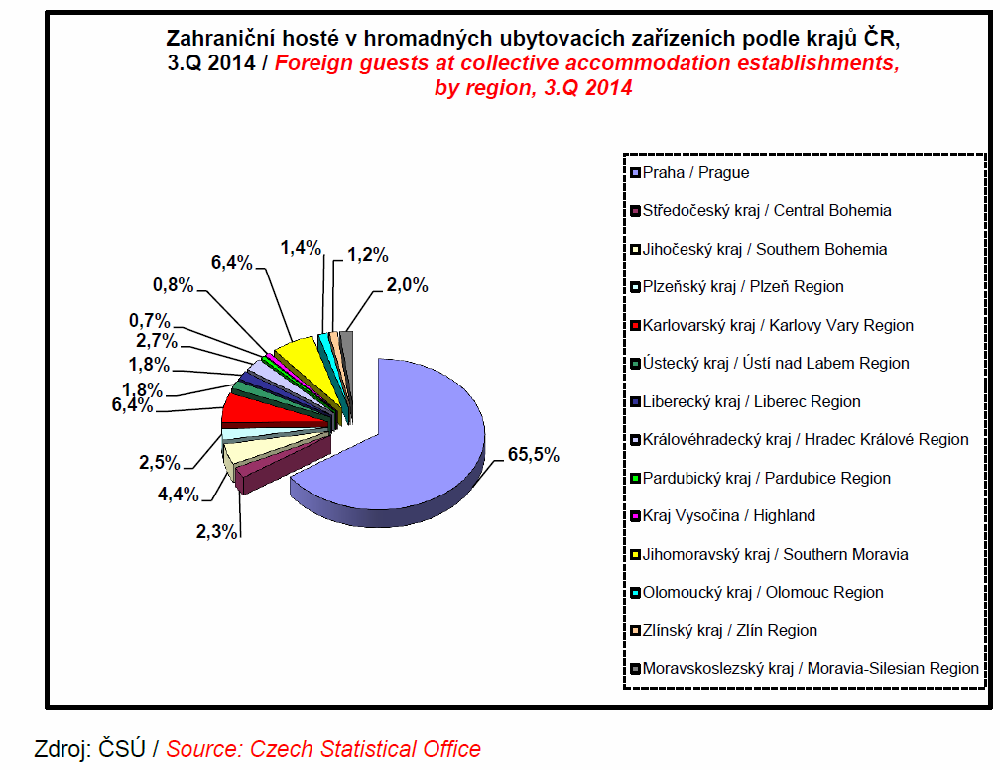 Zahraniční hosté v hromadných ubytovacích zařízeních podle krajů ČR,
3.Q 2014 / Foreign guests at collective accommodation establishments,
by region, 3.Q 2014
Praha / Prague
Středočeský kraj / Central Bohemia
Jihočeský kraj / Southern Bohemia
Plzeňský kraj / Plzeň Region
Karlovarský kraj / Karlovy Vary Region
Ústecký kraj / Ústí nad Labem Region
Liberecký kraj / Liberec Region
Královéhradecký kraj / Hradec Králové Region
Pardubický kraj / Pardubice Region
Kraj Vysočina / Highland
Jihomoravský kraj / Southern Moravia
Olomoucký kraj / Olomouc Region
Zlínský kraj / Zlín Region
Moravskoslezský kraj / Moravia-Silesian Region
1,4%
1,2%
6,4%
2,0%
0,8%
0,7%
2,7%
1,8%
1,8%
6,4%
65,5%
2,5%
4,4%
2,3%
Zdroj: ČSÚ / Source: Czech Statistical Office